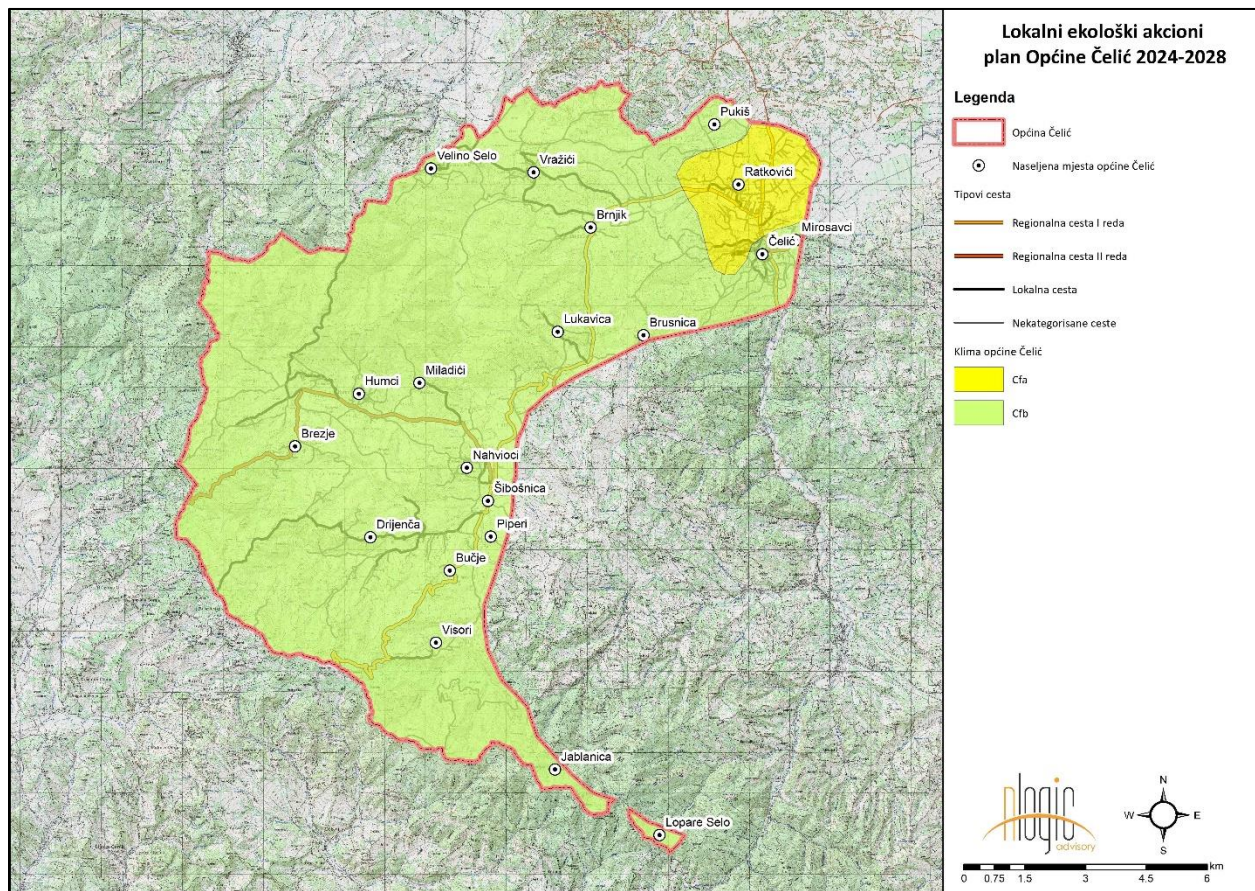 Lokalni ekološki akcioni
plan Općine Čelić 2024-2028
Legenda
Općina Čelić
Naseljena mjesta općine Čelić
Tipovi cesta
Regionalna cesta I reda
Regionalna cesta II reda
Lokalna cesta
Nekategorisane ceste
Klima općine Čelić
Cfa
Cfb
Pukiš
Velino Selo
Vražići
Ratkovići
Brnjik
Mirosavci
Čelić
Lukavica
Brusnica
Miladići
Humci
Brezje
Nahvioci
Šibošnica
Drijenča
Piperi
Bučje
Visori
Jablanica
Lopare Selo
nlogic
advisory
N
W
E
S
km
0 0.75 1.5 3 4.5 6